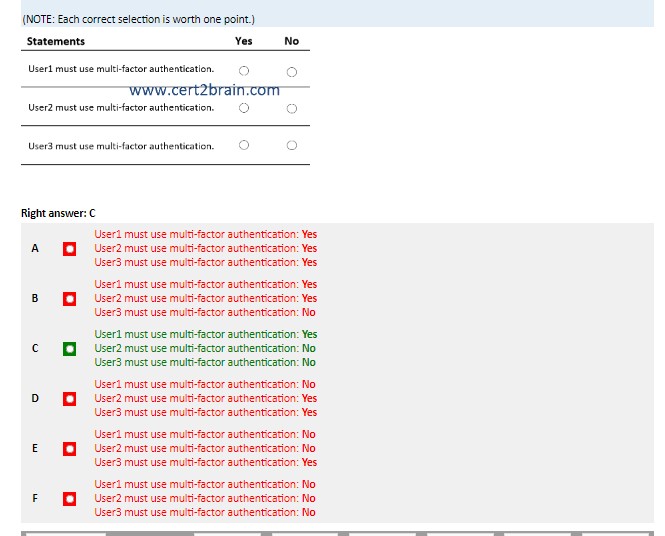 (NOTE: Each correct selection is worth one point.)
Statements Yes No
User1 must use multi-factor authentication.
www.cert2brain.com
User2 must use multi-factor authentication.
User3 must use multi-factor authentication.
Right answer: C
User1 must use multi-factor authentication: Yes
A User2 must use multi-factor authentication: Yes
User3 must use multi-factor authentication: Yes
User1 must use multi-factor authentication: Yes
B User2 must use multi-factor authentication: Yes
User3 must use multi-factor authentication: No
User1 must use multi-factor authentication: Yes
C User2 must use multi-factor authentication: No
User3 must use multi-factor authentication: No
User1 must use multi-factor authentication: No
D User2 must use multi-factor authentication: Yes
User3 must use multi-factor authentication: Yes
User1 must use multi-factor authentication: No
E User2 must use multi-factor authentication: No
User3 must use multi-factor authentication: Yes
User1 must use multi-factor authentication: No
F User2 must use multi-factor authentication: No
User3 must use multi-factor authentication: No